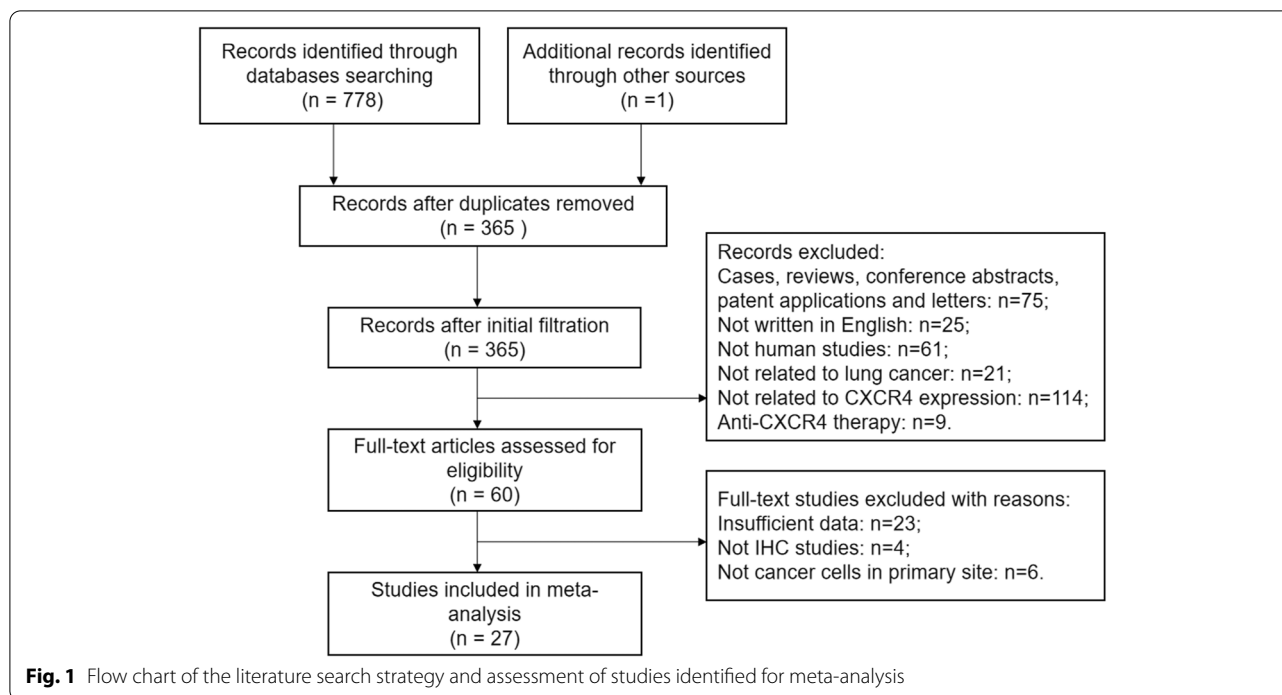 Records identified through
databases searching
(n = 778)
Additional records identified
through other sources
(n =1)
Records after duplicates removed
(n = 365 )
Records after initial filtration
(n = 365)
Records excluded:
Cases, reviews, conference abstracts,
patent applications and letters: n=75;
Not written in English: n=25;
Not human studies: n=61;
Not related to lung cancer: n=21;
Not related to CXCR4 expression: n=114;
Anti-CXCR4 therapy: n=9.
Full-text articles assessed for
eligibility
(n = 60)
Full-text studies excluded with reasons:
Insufficient data: n=23;
Not IHC studies: n=4;
Not cancer cells in primary site: n=6.
Studies included in meta-
analysis
(n = 27)
Fig. 1 Flow chart of the literature search strategy and assessment of studies identified for meta-analysis